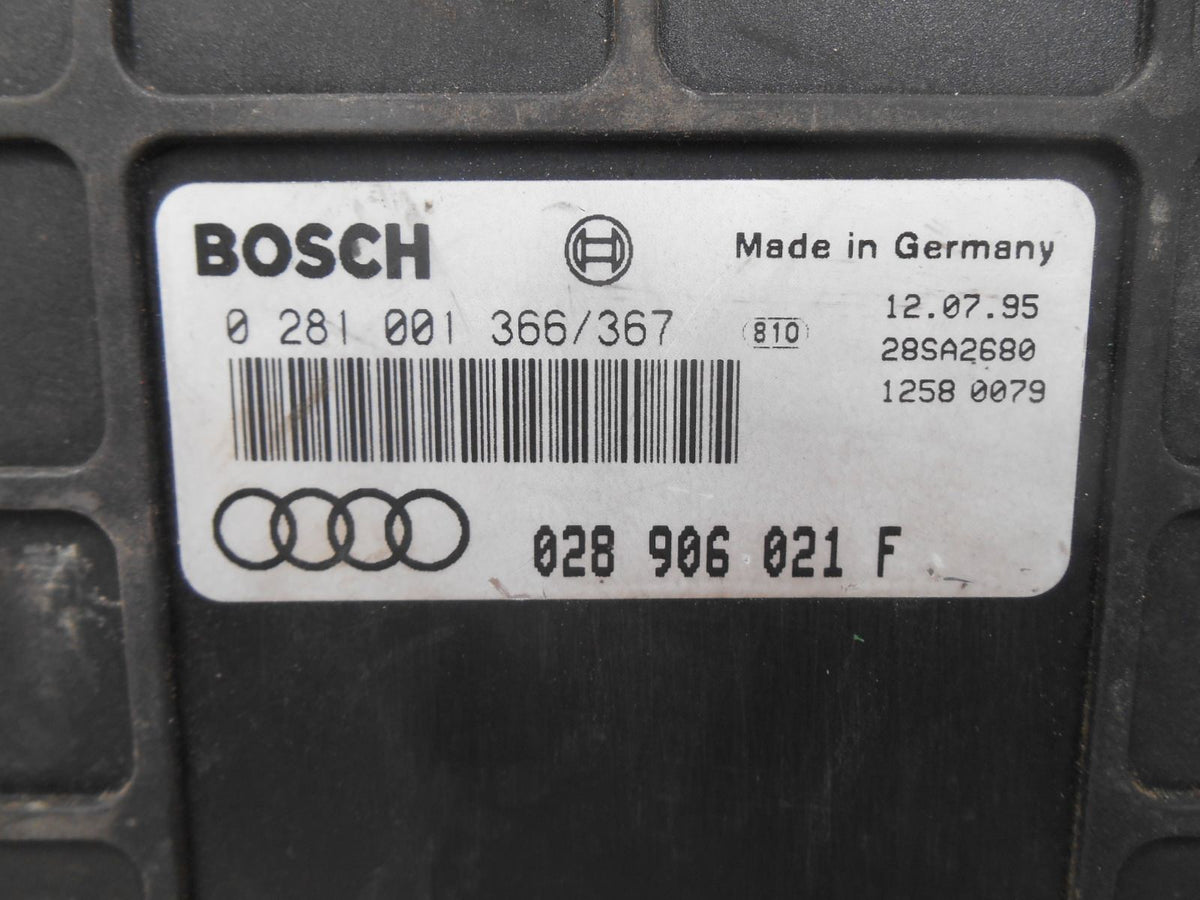 BOSCH
Made in Germany
0 281 001 366/367
810
12.07.95
28SA2680
1258 0079
028 906 021 F